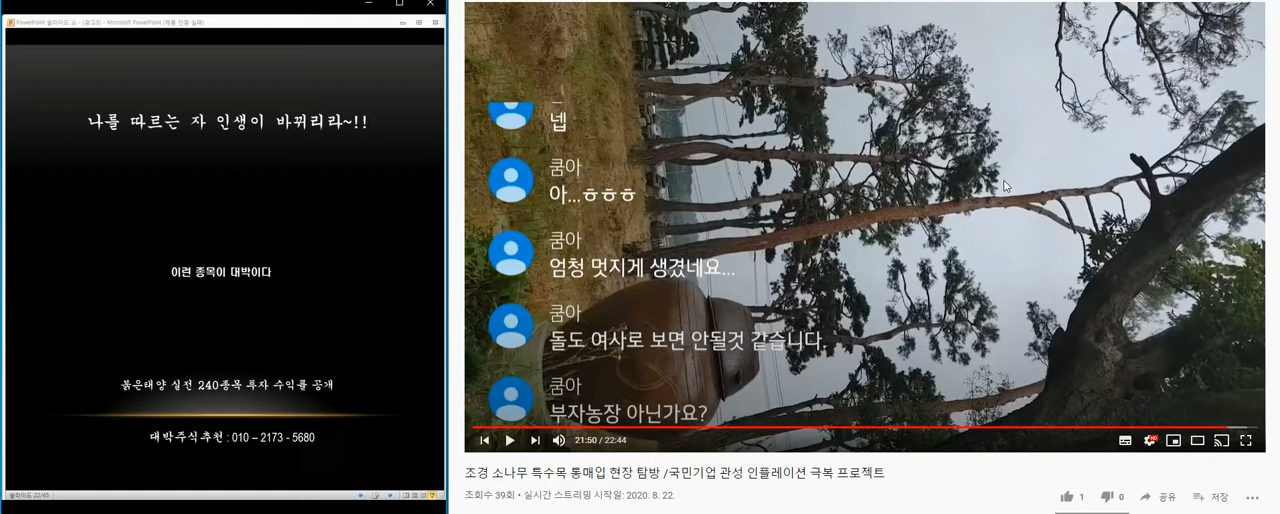 PowerPoint 슬라이드 쇼 - [광고2] - Microsoft PowerPoint (제품 인증 실패)
나를 따르는 자 인생이 바뀌리라~!!
이런 종목이 대박이다
붉은태양 실전 240종목 투자 수익률 공개
대박주식추천 : 010 – 2173 - 5680
슬라이드 22/45
넵
쿰아
아...ㅎㅎㅎ
쿰아
엄청 멋지게 생겼네요...
쿰아
돌도 여사로 보면 안될것 같습니다.
쿰아
부자농장 아닌가요?
21:50 / 22:44
HD
조경 소나무 특수목 통매입 현장 탐방 /국민기업 관성 인플레이션 극복 프로젝트
조회수 39회 • 실시간 스트리밍 시작일: 2020. 8. 22.
1
0
공유
저장